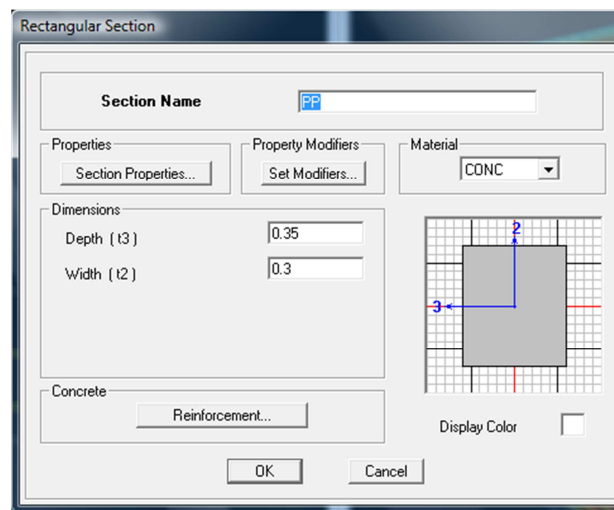 Rectangular Section
Section Name PP
Properties
Section Properties...
Property Modifiers
Set Modifiers...
Material
CONC
Dimensions
Depth ( t3 ) 0.35
Width ( t2 ) 0.3
2
3
Concrete
Reinforcement...
Display Color
OK Cancel